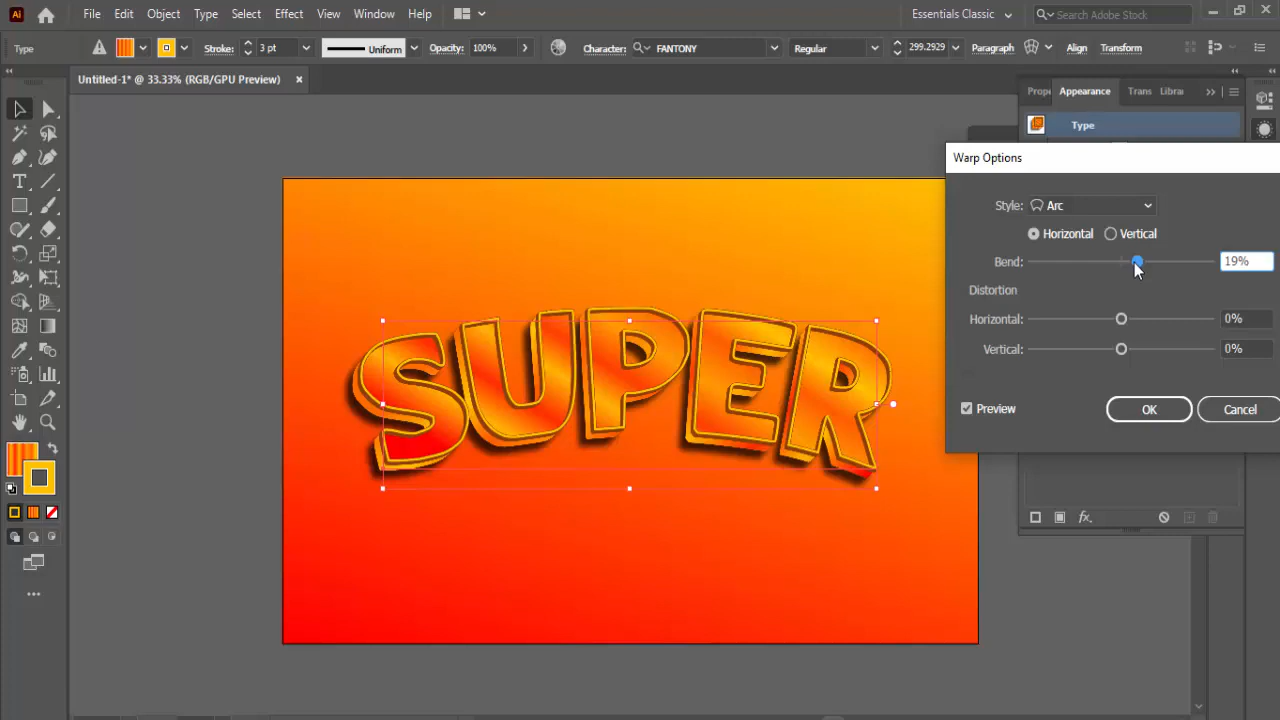 Ai File Edit Object Type Select Effect View Window Help Essentials Classic Search Adobe Stock
Type Stroke: 3 pt Uniform Opacity: 100% Character: FANTONY Regular 299.2929 Paragraph Align Transform
Untitled-1* @ 33.33% (RGB/GPU Preview) ×
Prope Appearance Trans Librar
Type
Warp Options
Style: Arc
Horizontal Vertical
Bend: 19%
Distortion
Horizontal: 0%
Vertical: 0%
Preview OK Cancel
SUPER
fx.